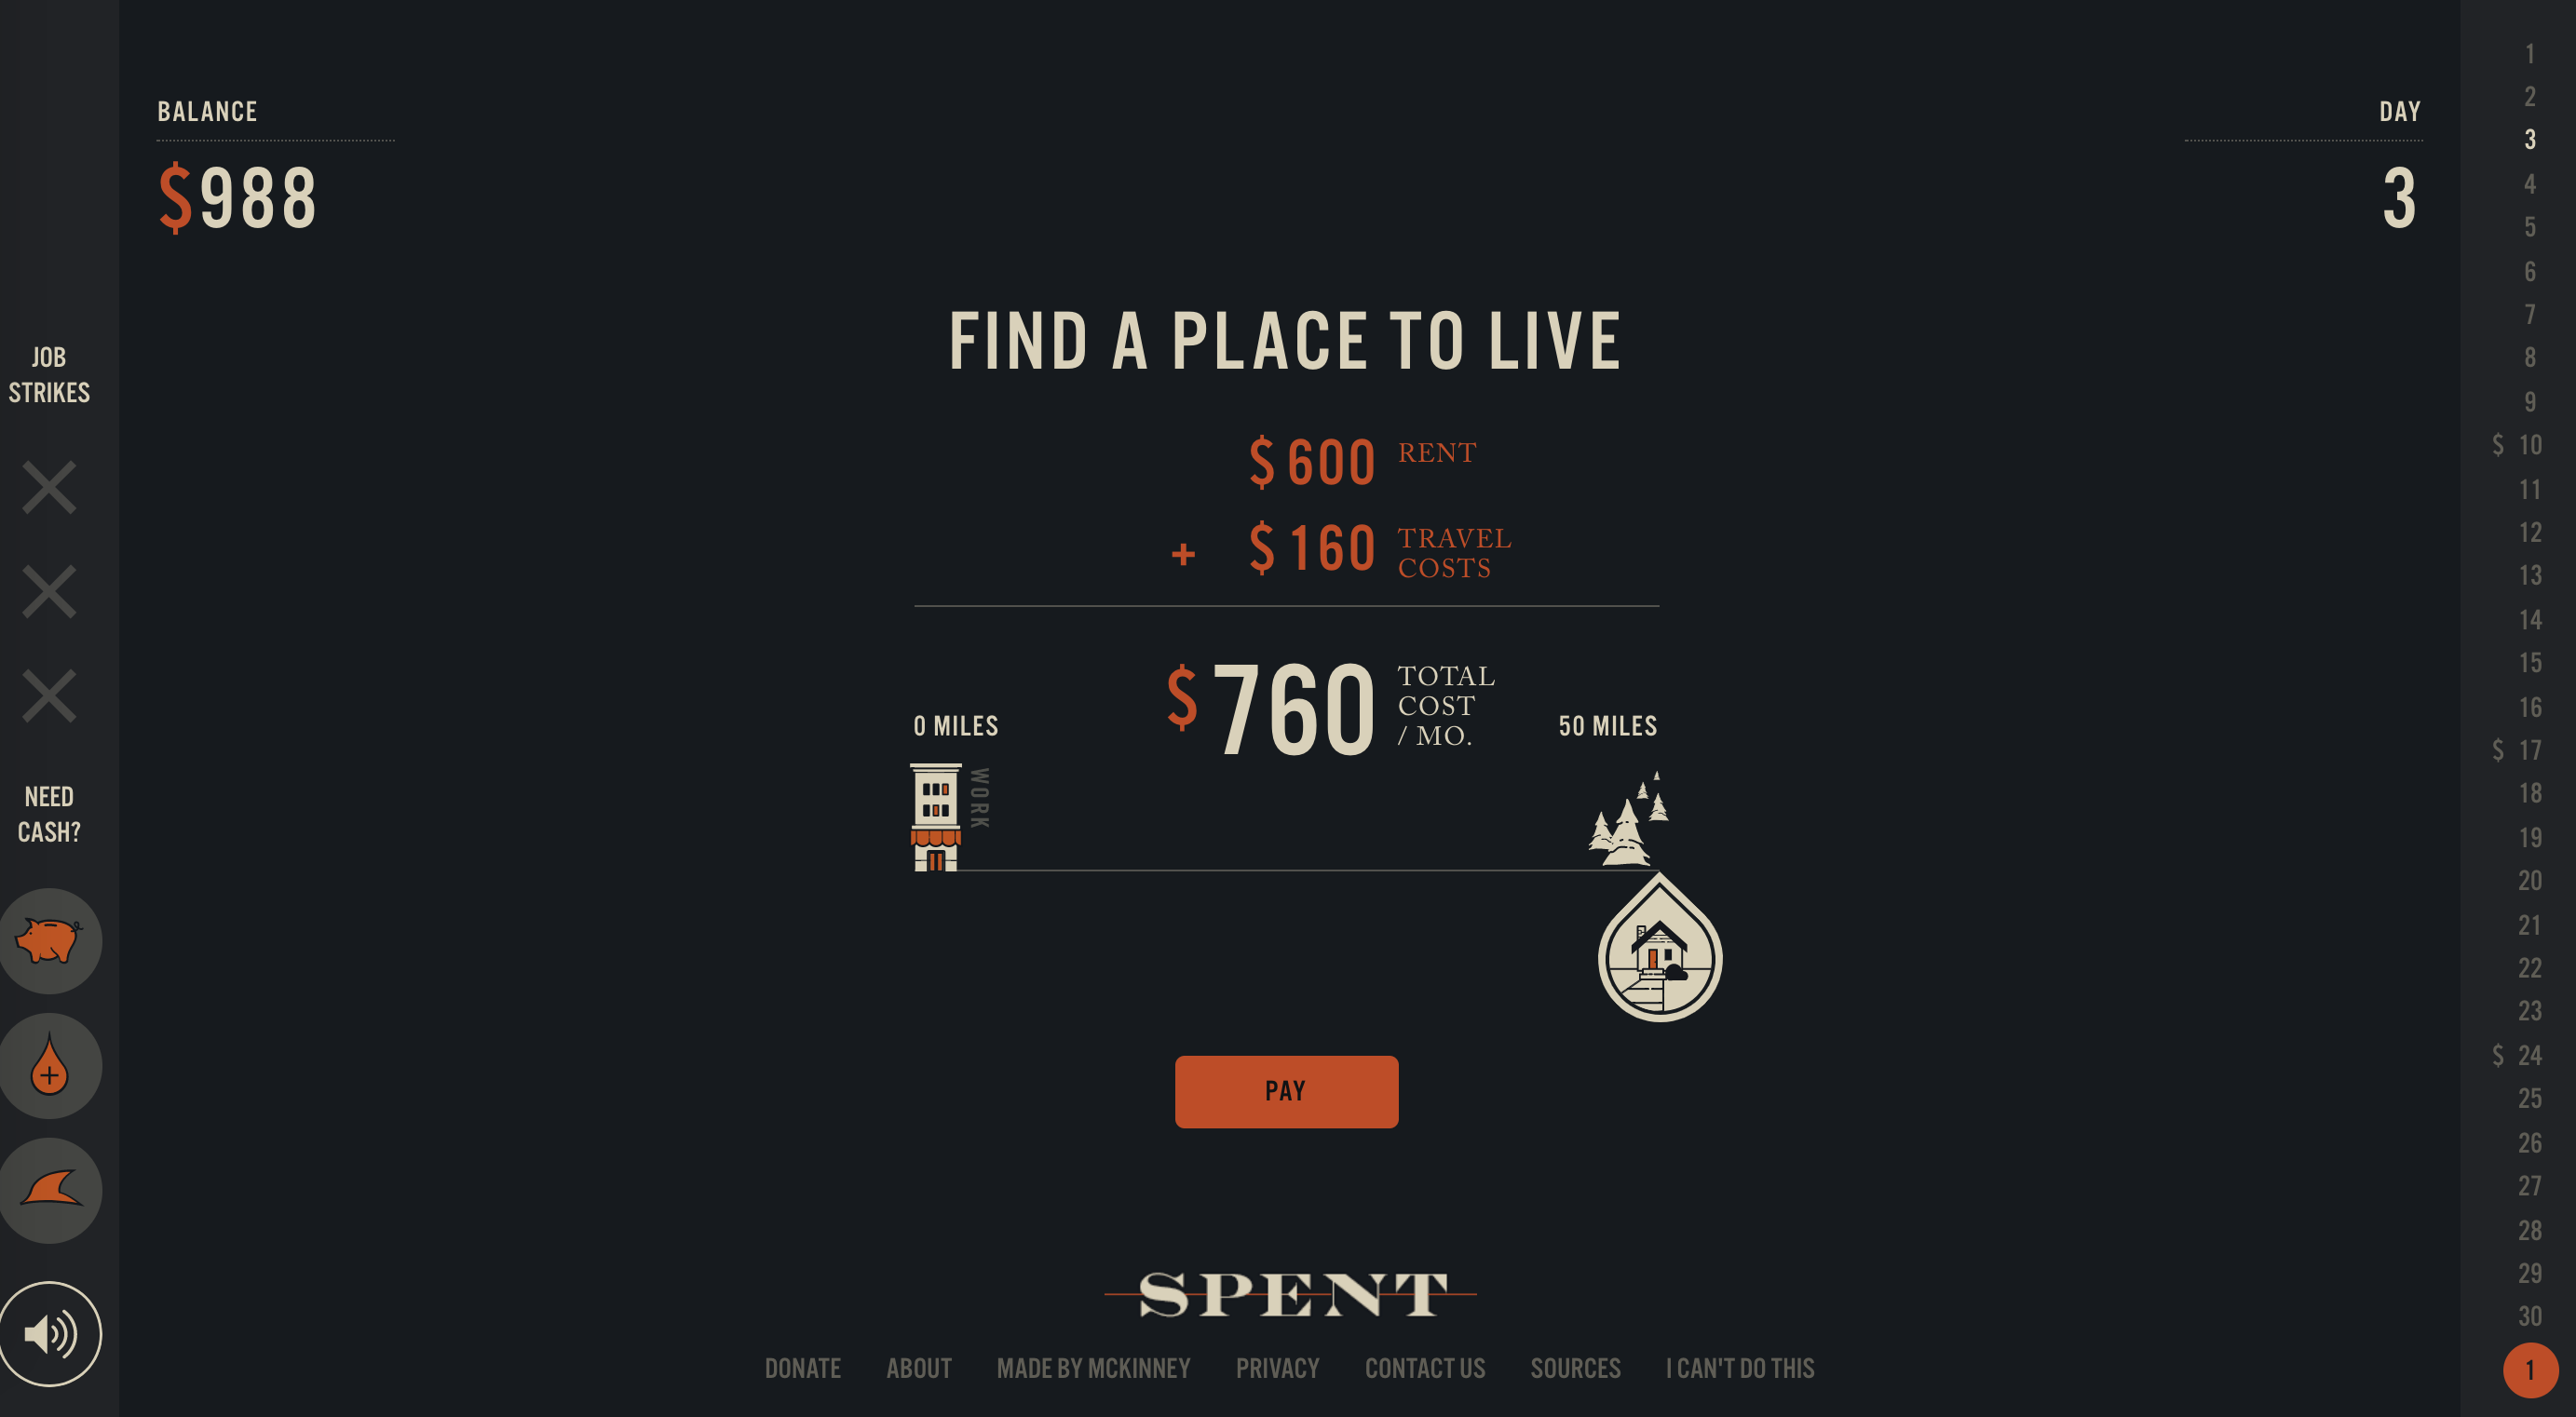 BALANCE
$988
DAY
3
JOB
STRIKES
NEED
CASH?
FIND A PLACE TO LIVE
$600 RENT
+ $160 TRAVEL
COSTS
$760 TOTAL
COST
/ MO.
0 MILES
50 MILES
WORK
PAY
SPENT
DONATE ABOUT MADE BY MCKINNEY PRIVACY CONTACT US SOURCES I CAN'T DO THIS
1
2
3
4
5
6
7
8
9
$ 10
11
12
13
14
15
16
$ 17
18
19
20
21
22
23
$ 24
25
26
27
28
29
30
1